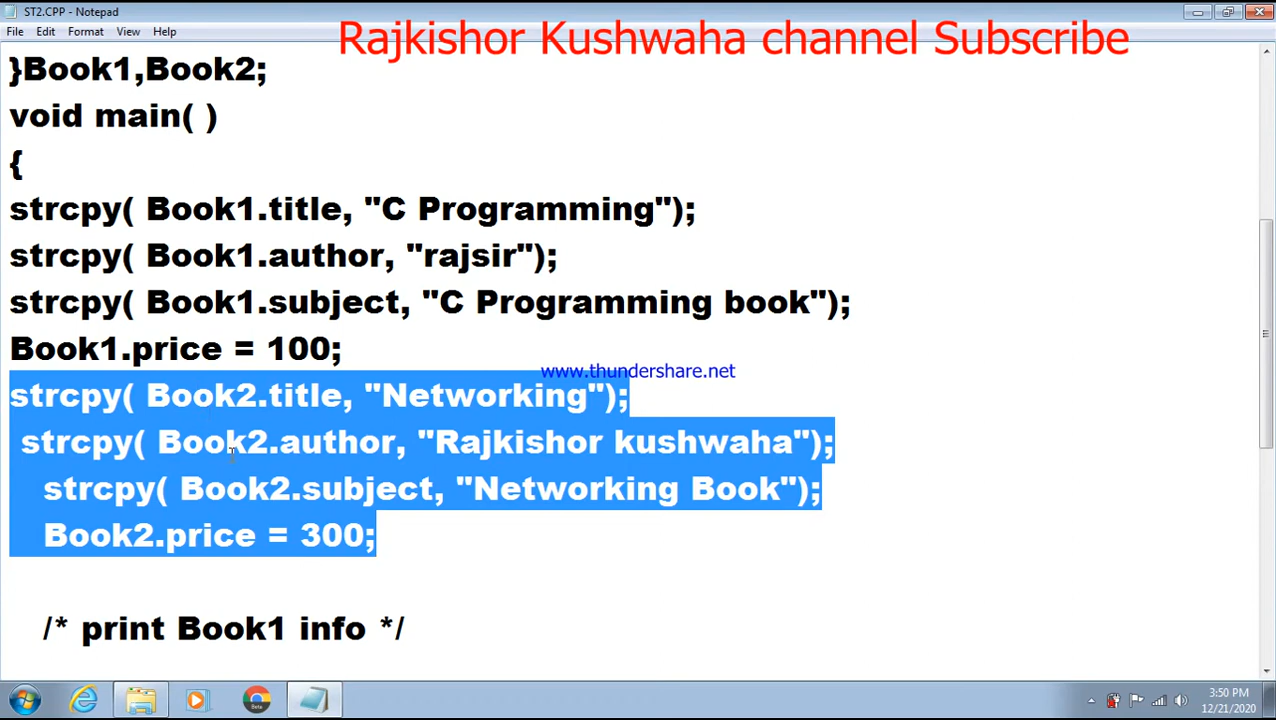 ST2.CPP - Notepad
File Edit Format View Help
Rajkishor Kushwaha channel Subscribe
}Book1,Book2;
void main( )
{
strcpy( Book1.title, "C Programming");
strcpy( Book1.author, "rajsir");
strcpy( Book1.subject, "C Programming book");
Book1.price = 100;
www.thundershare.net
strcpy( Book2.title, "Networking");
strcpy( Book2.author, "Rajkishor kushwaha");
strcpy( Book2.subject, "Networking Book");
Book2.price = 300;
/* print Book1 info */
Beta
3:50 PM
12/21/2020